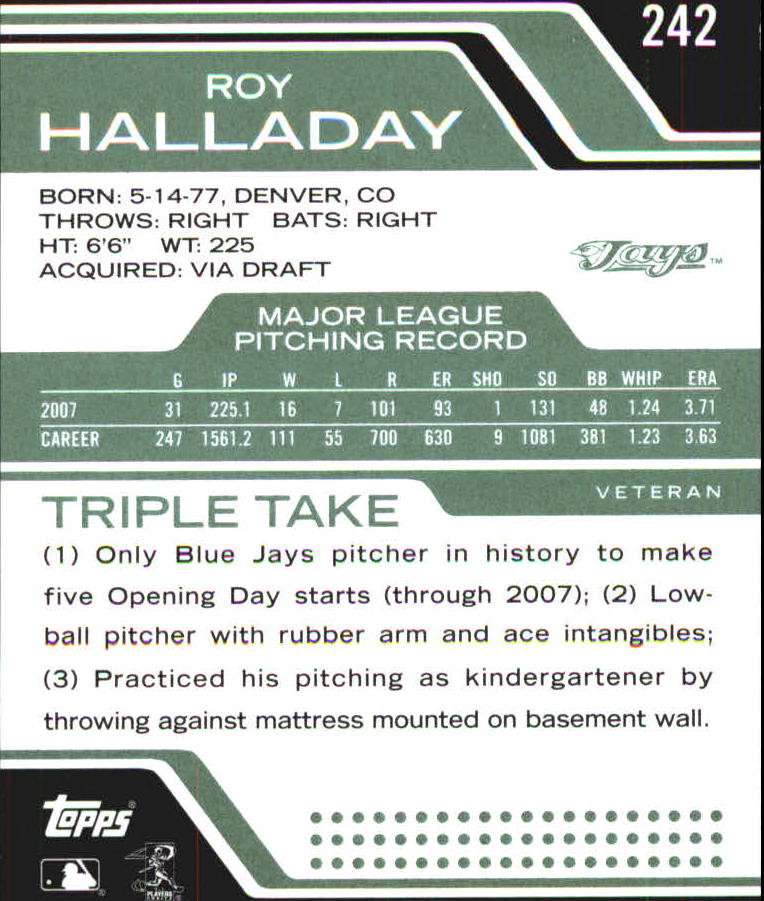 242
ROY
HALLADAY
BORN: 5-14-77, DENVER, CO
THROWS: RIGHT BATS: RIGHT
HT: 6'6" WT: 225
ACQUIRED: VIA DRAFT
Jays™
MAJOR LEAGUE
PITCHING RECORD
G IP W L R ER SHO SO BB WHIP ERA
2007 31 225.1 16 7 101 93 1 131 48 1.24 3.71
CAREER 247 1561.2 111 55 700 630 9 1081 381 1.23 3.63
VETERAN
TRIPLE TAKE
(1) Only Blue Jays pitcher in history to make
five Opening Day starts (through 2007); (2) Low-
ball pitcher with rubber arm and ace intangibles;
(3) Practiced his pitching as kindergartener by
throwing against mattress mounted on basement wall.
Topps®
PLAYERS